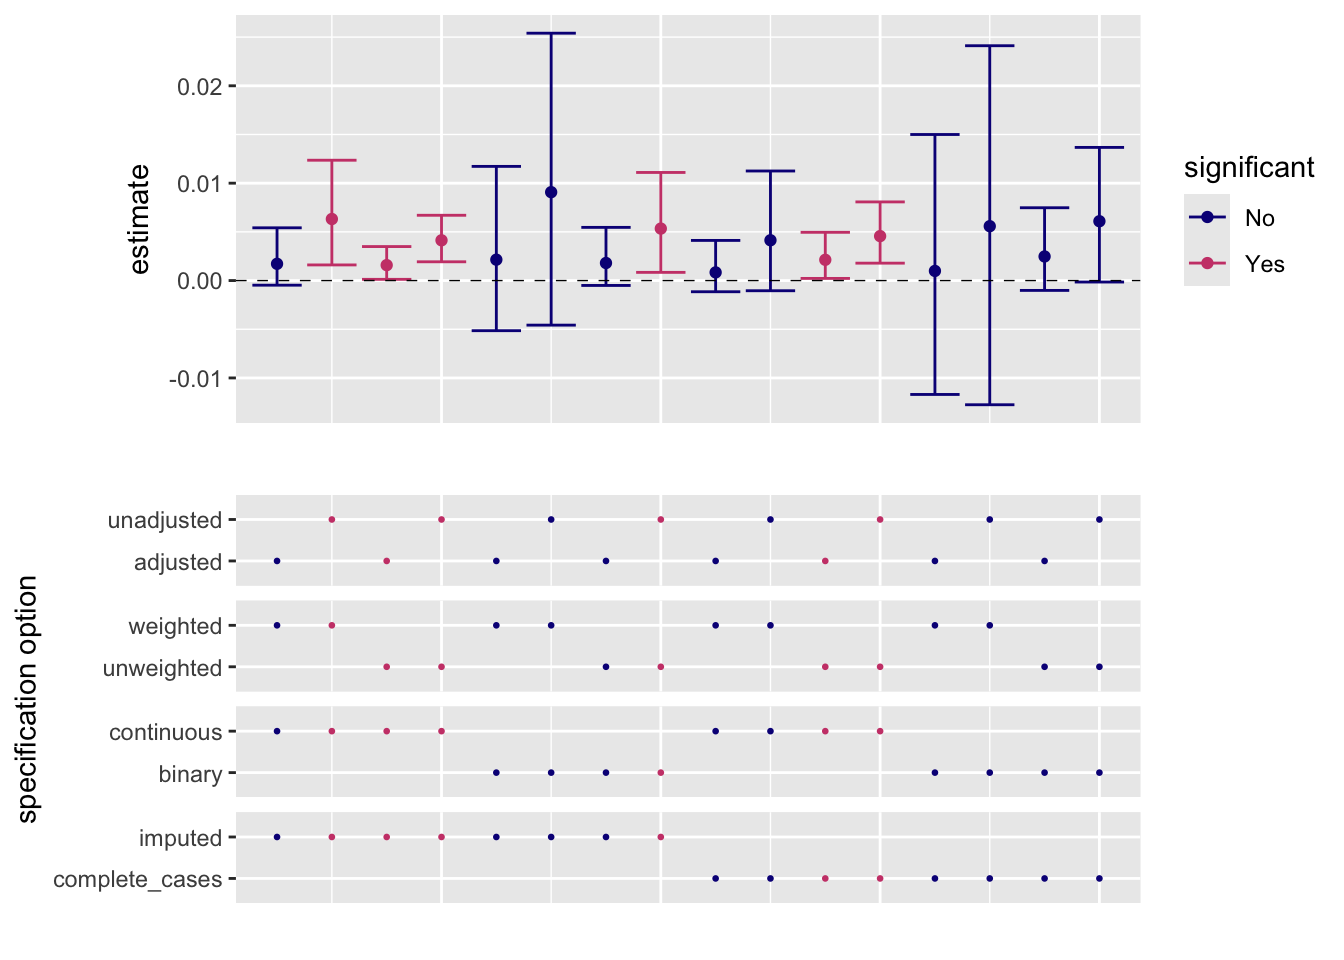 estimate
0.02
0.01
0.00
-0.01
significant
No
Yes
specification option
unadjusted
adjusted
weighted
unweighted
continuous
binary
imputed
complete_cases